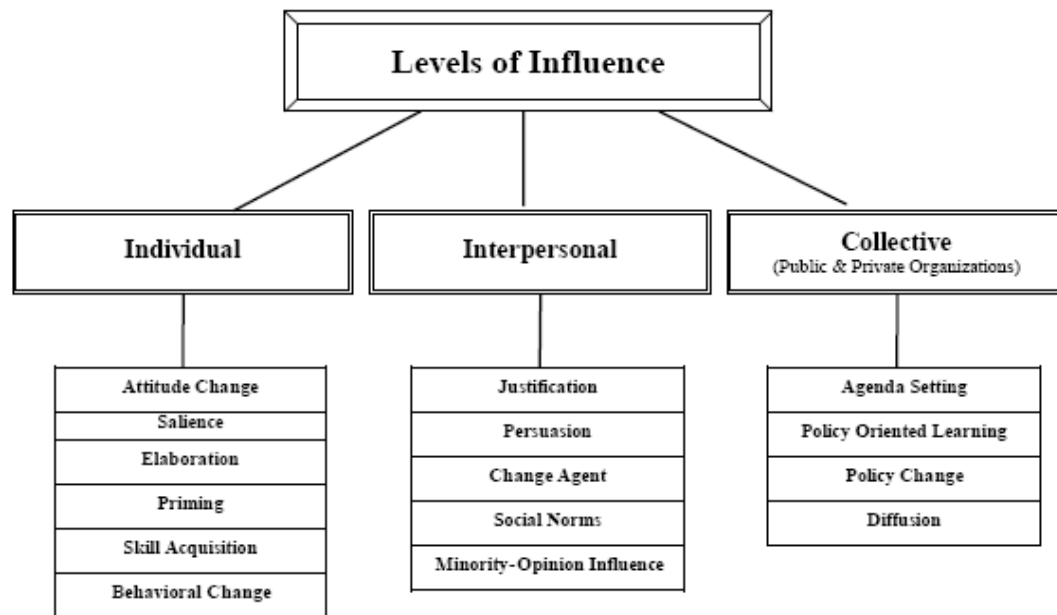 Levels of Influence
Individual
Interpersonal
Collective
(Public & Private Organizations)
Attitude Change
Salience
Elaboration
Priming
Skill Acquisition
Behavioral Change
Justification
Persuasion
Change Agent
Social Norms
Minority-Opinion Influence
Agenda Setting
Policy Oriented Learning
Policy Change
Diffusion